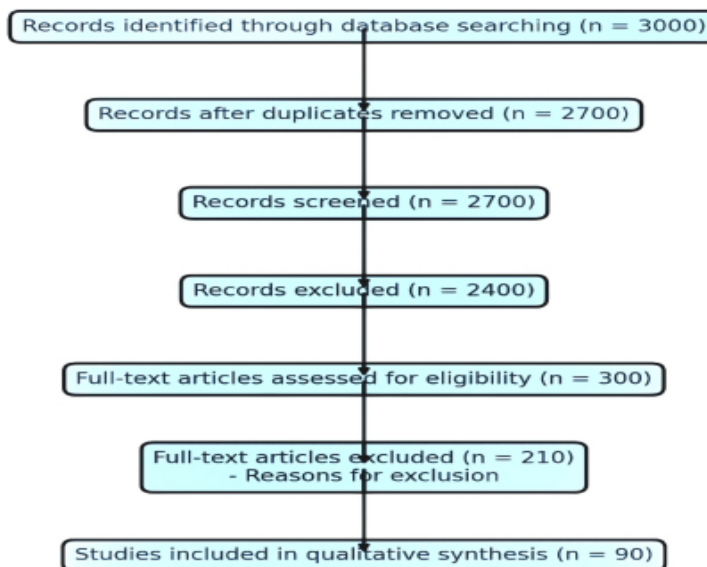 Records identified through database searching (n = 3000)
Records after duplicates removed (n = 2700)
Records screened (n = 2700)
Records excluded (n = 2400)
Full-text articles assessed for eligibility (n = 300)
Full-text articles excluded (n = 210)
- Reasons for exclusion
Studies included in qualitative synthesis (n = 90)